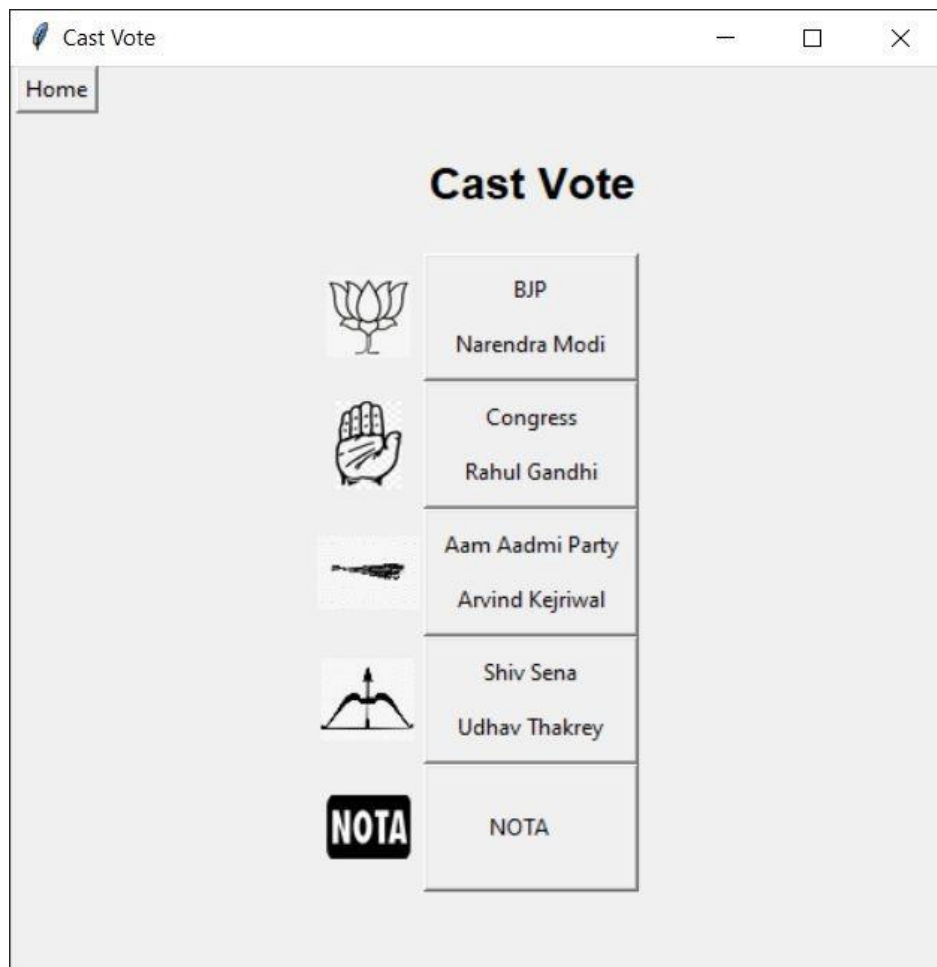 Cast Vote
Home
Cast Vote
BJP
Narendra Modi
Congress
Rahul Gandhi
Aam Aadmi Party
Arvind Kejriwal
Shiv Sena
Udhav Thakrey
NOTA
NOTA